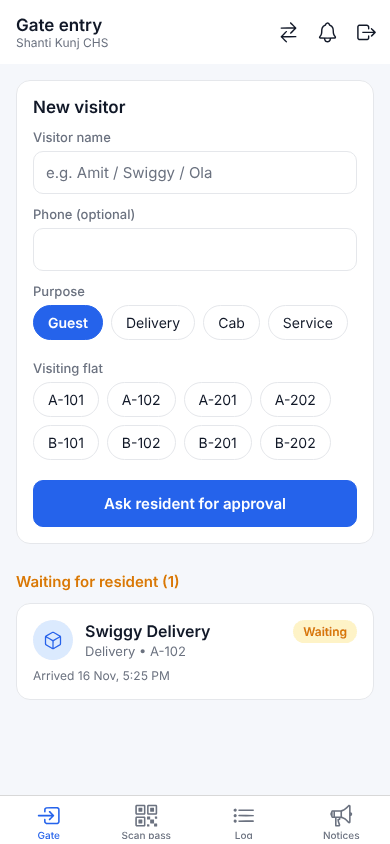 Gate entry
Shanti Kunj CHS
New visitor
Visitor name
e.g. Amit / Swiggy / Ola
Phone (optional)
Purpose
Guest Delivery Cab Service
Visiting flat
A-101 A-102 A-201 A-202
B-101 B-102 B-201 B-202
Ask resident for approval
Waiting for resident (1)
Swiggy Delivery Waiting
Delivery • A-102
Arrived 16 Nov, 5:25 PM
Gate Scan pass Log Notices